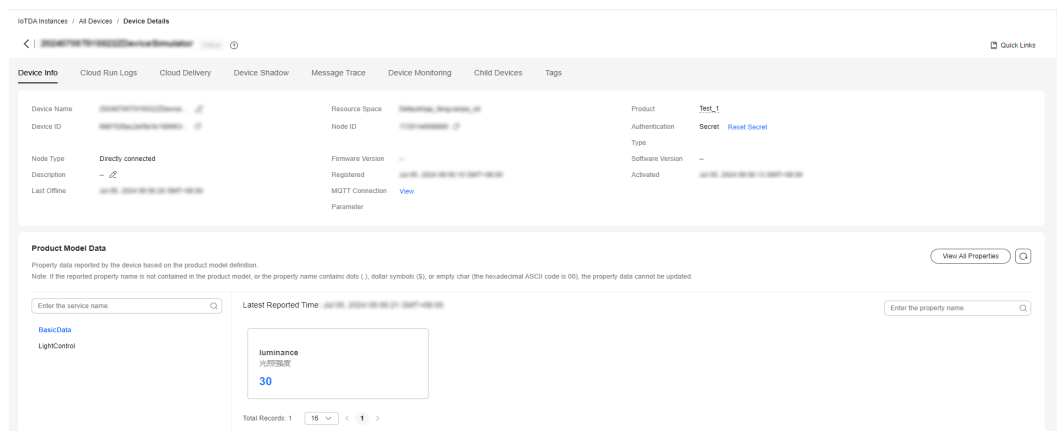 IoTDA Instances / All Devices / Device Details
Quick Links
Device Info Cloud Run Logs Cloud Delivery Device Shadow Message Trace Device Monitoring Child Devices Tags
Device Name Resource Space Product Test_1
Device ID Node ID Authentication Type Secret Reset Secret
Node Type Directly connected Firmware Version -- Software Version --
Description -- Registered Activated
Last Offline MQTT Connection Parameter View
Product Model Data
View All Properties
Property data reported by the device based on the product model definition.
Note: If the reported property name is not contained in the product model, or the property name contains dots (.), dollar symbols ($), or empty char (the hexadecimal ASCII code is 00), the property data cannot be updated.
Enter the service name. Latest Reported Time: Enter the property name.
BasicData
LightControl
luminance
光照强度
30
Total Records: 1 16 < 1 >